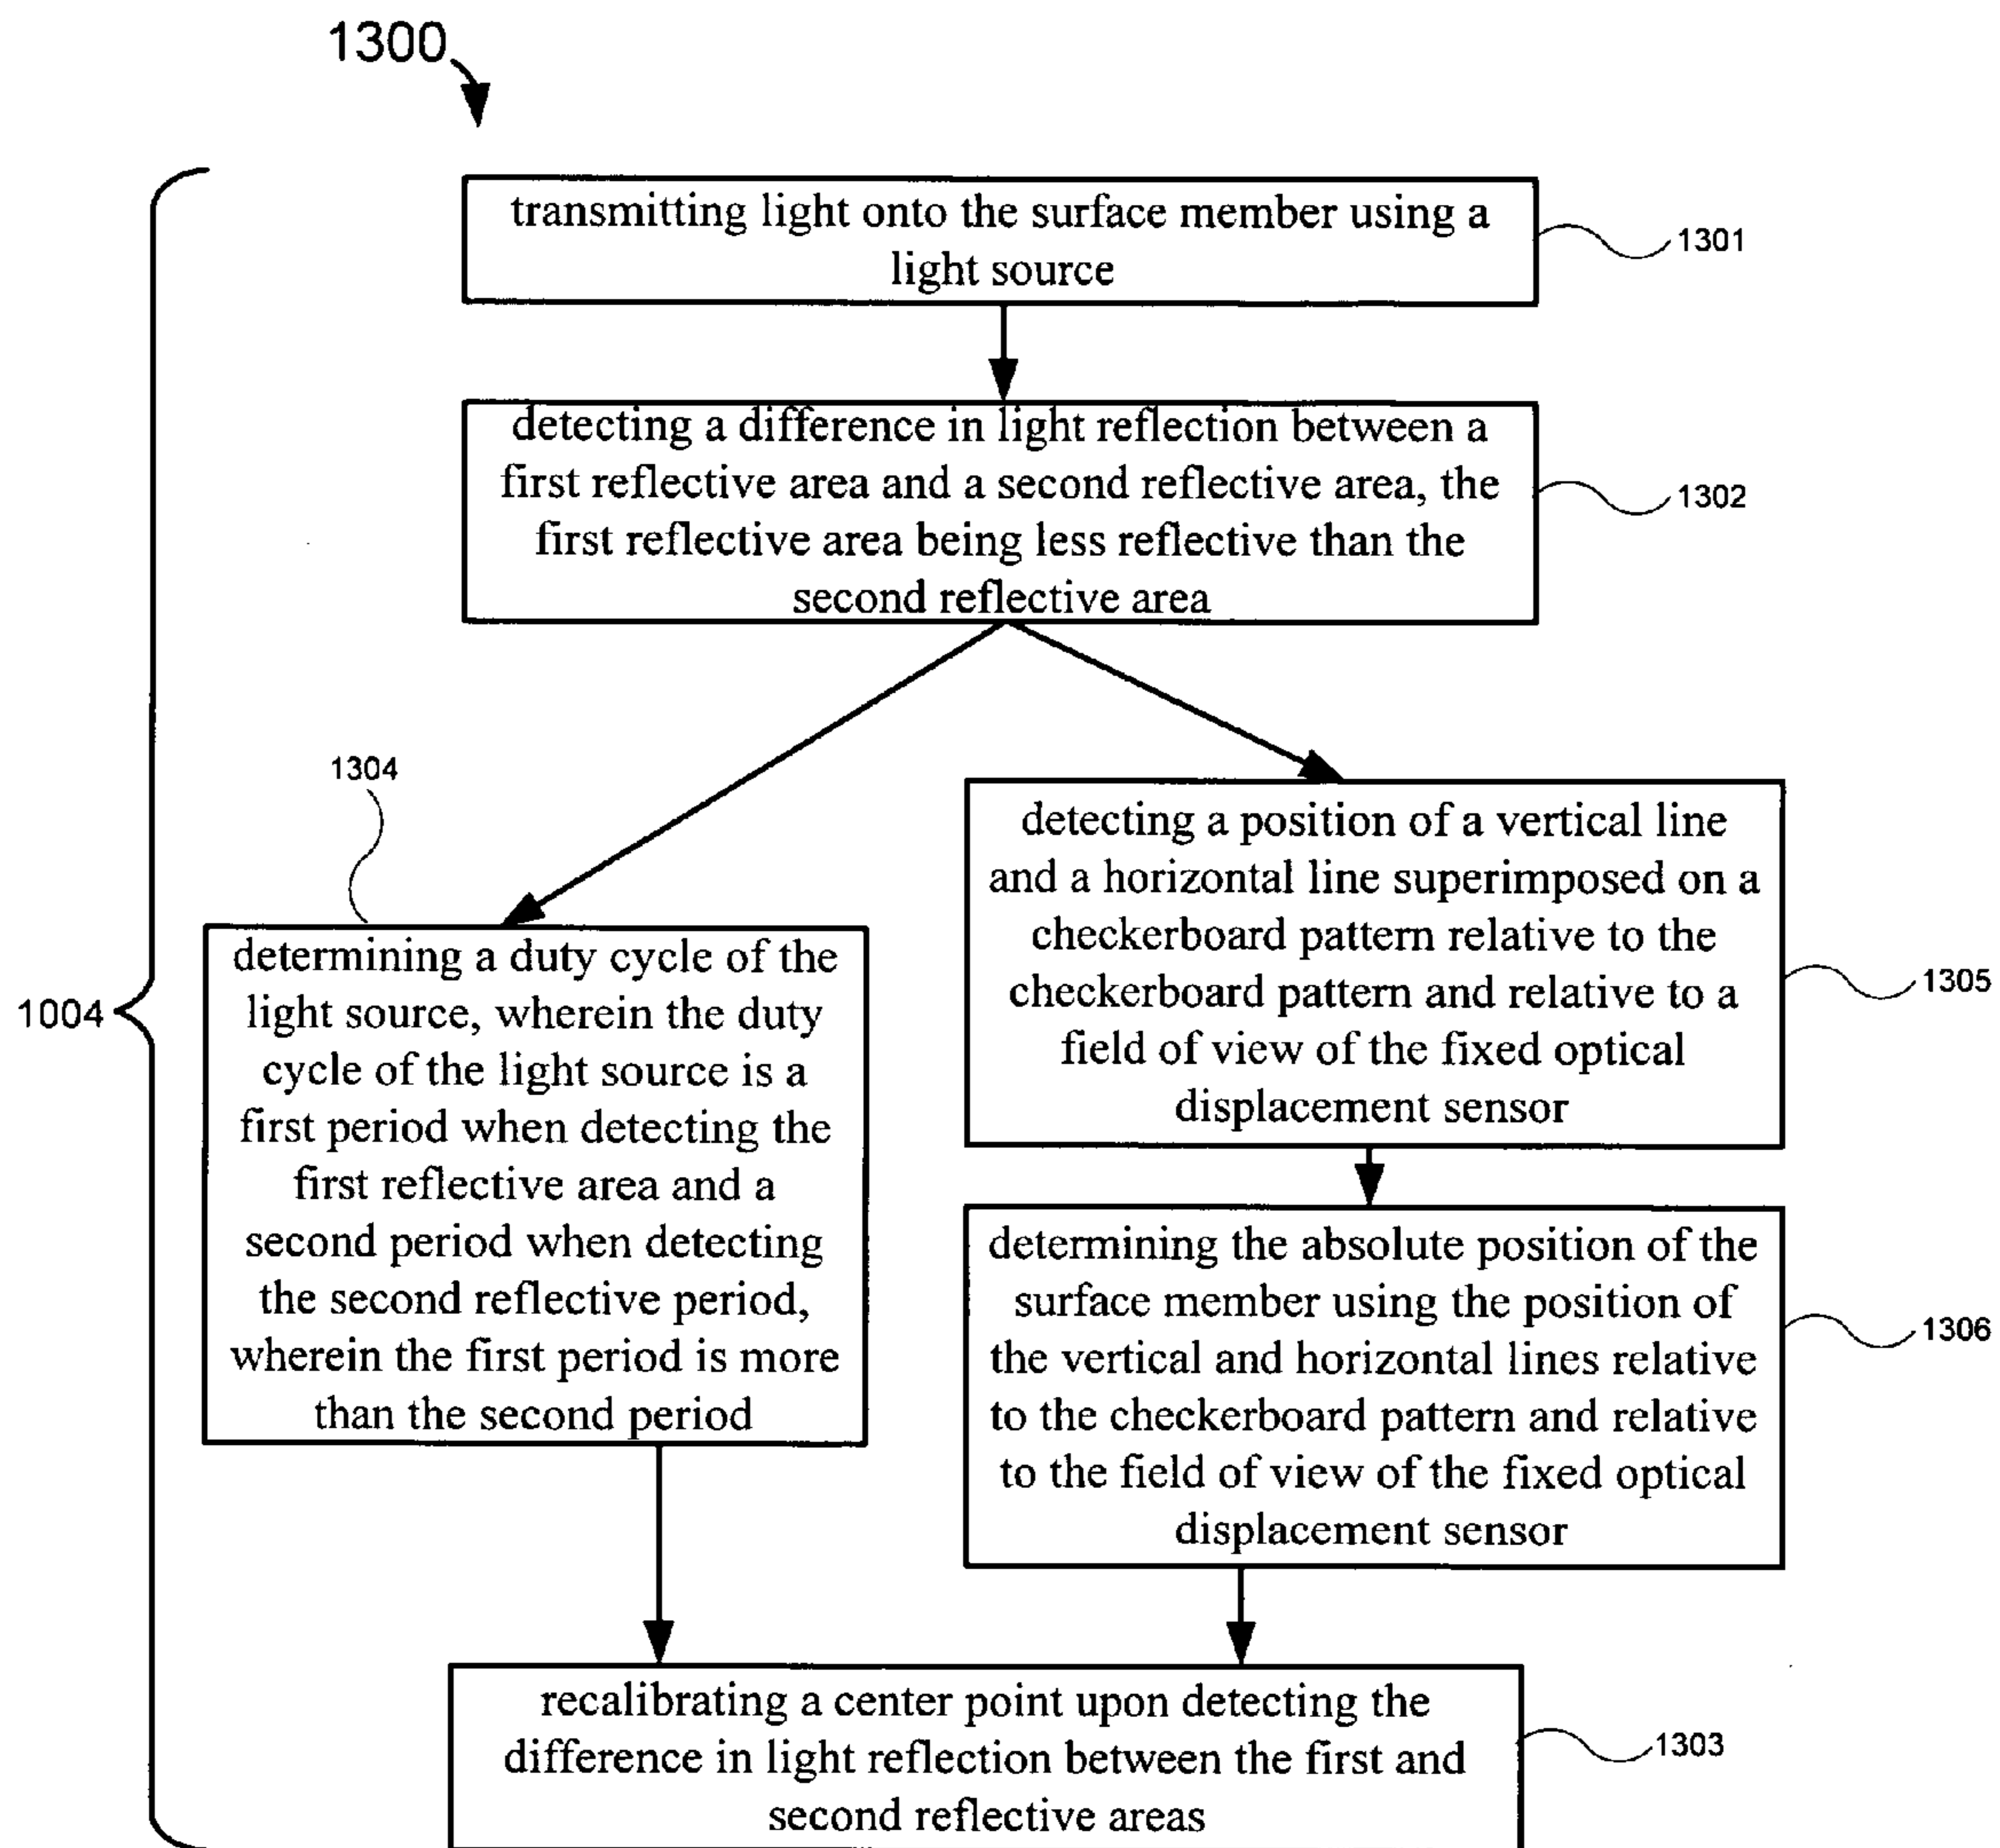 1300
transmitting light onto the surface member using a
light source
1301
detecting a difference in light reflection between a
first reflective area and a second reflective area, the
first reflective area being less reflective than the
second reflective area
1302
1304
determining a duty cycle of the
light source, wherein the duty
cycle of the light source is a
first period when detecting the
first reflective area and a
second period when detecting
the second reflective period,
wherein the first period is more
than the second period
1004
detecting a position of a vertical line
and a horizontal line superimposed on a
checkerboard pattern relative to the
checkerboard pattern and relative to a
field of view of the fixed optical
displacement sensor
1305
determining the absolute position of the
surface member using the position of
the vertical and horizontal lines relative
to the checkerboard pattern and relative
to the field of view of the fixed optical
displacement sensor
1306
recalibrating a center point upon detecting the
difference in light reflection between the first and
second reflective areas
1303